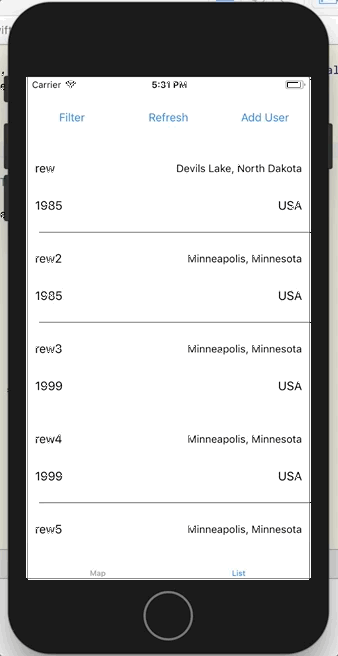 Carrier 5:31 PM
Filter Refresh Add User
rew Devils Lake, North Dakota
1985 USA
rew2 Minneapolis, Minnesota
1985 USA
rew3 Minneapolis, Minnesota
1999 USA
rew4 Minneapolis, Minnesota
1999 USA
rew5 Minneapolis, Minnesota
Map List